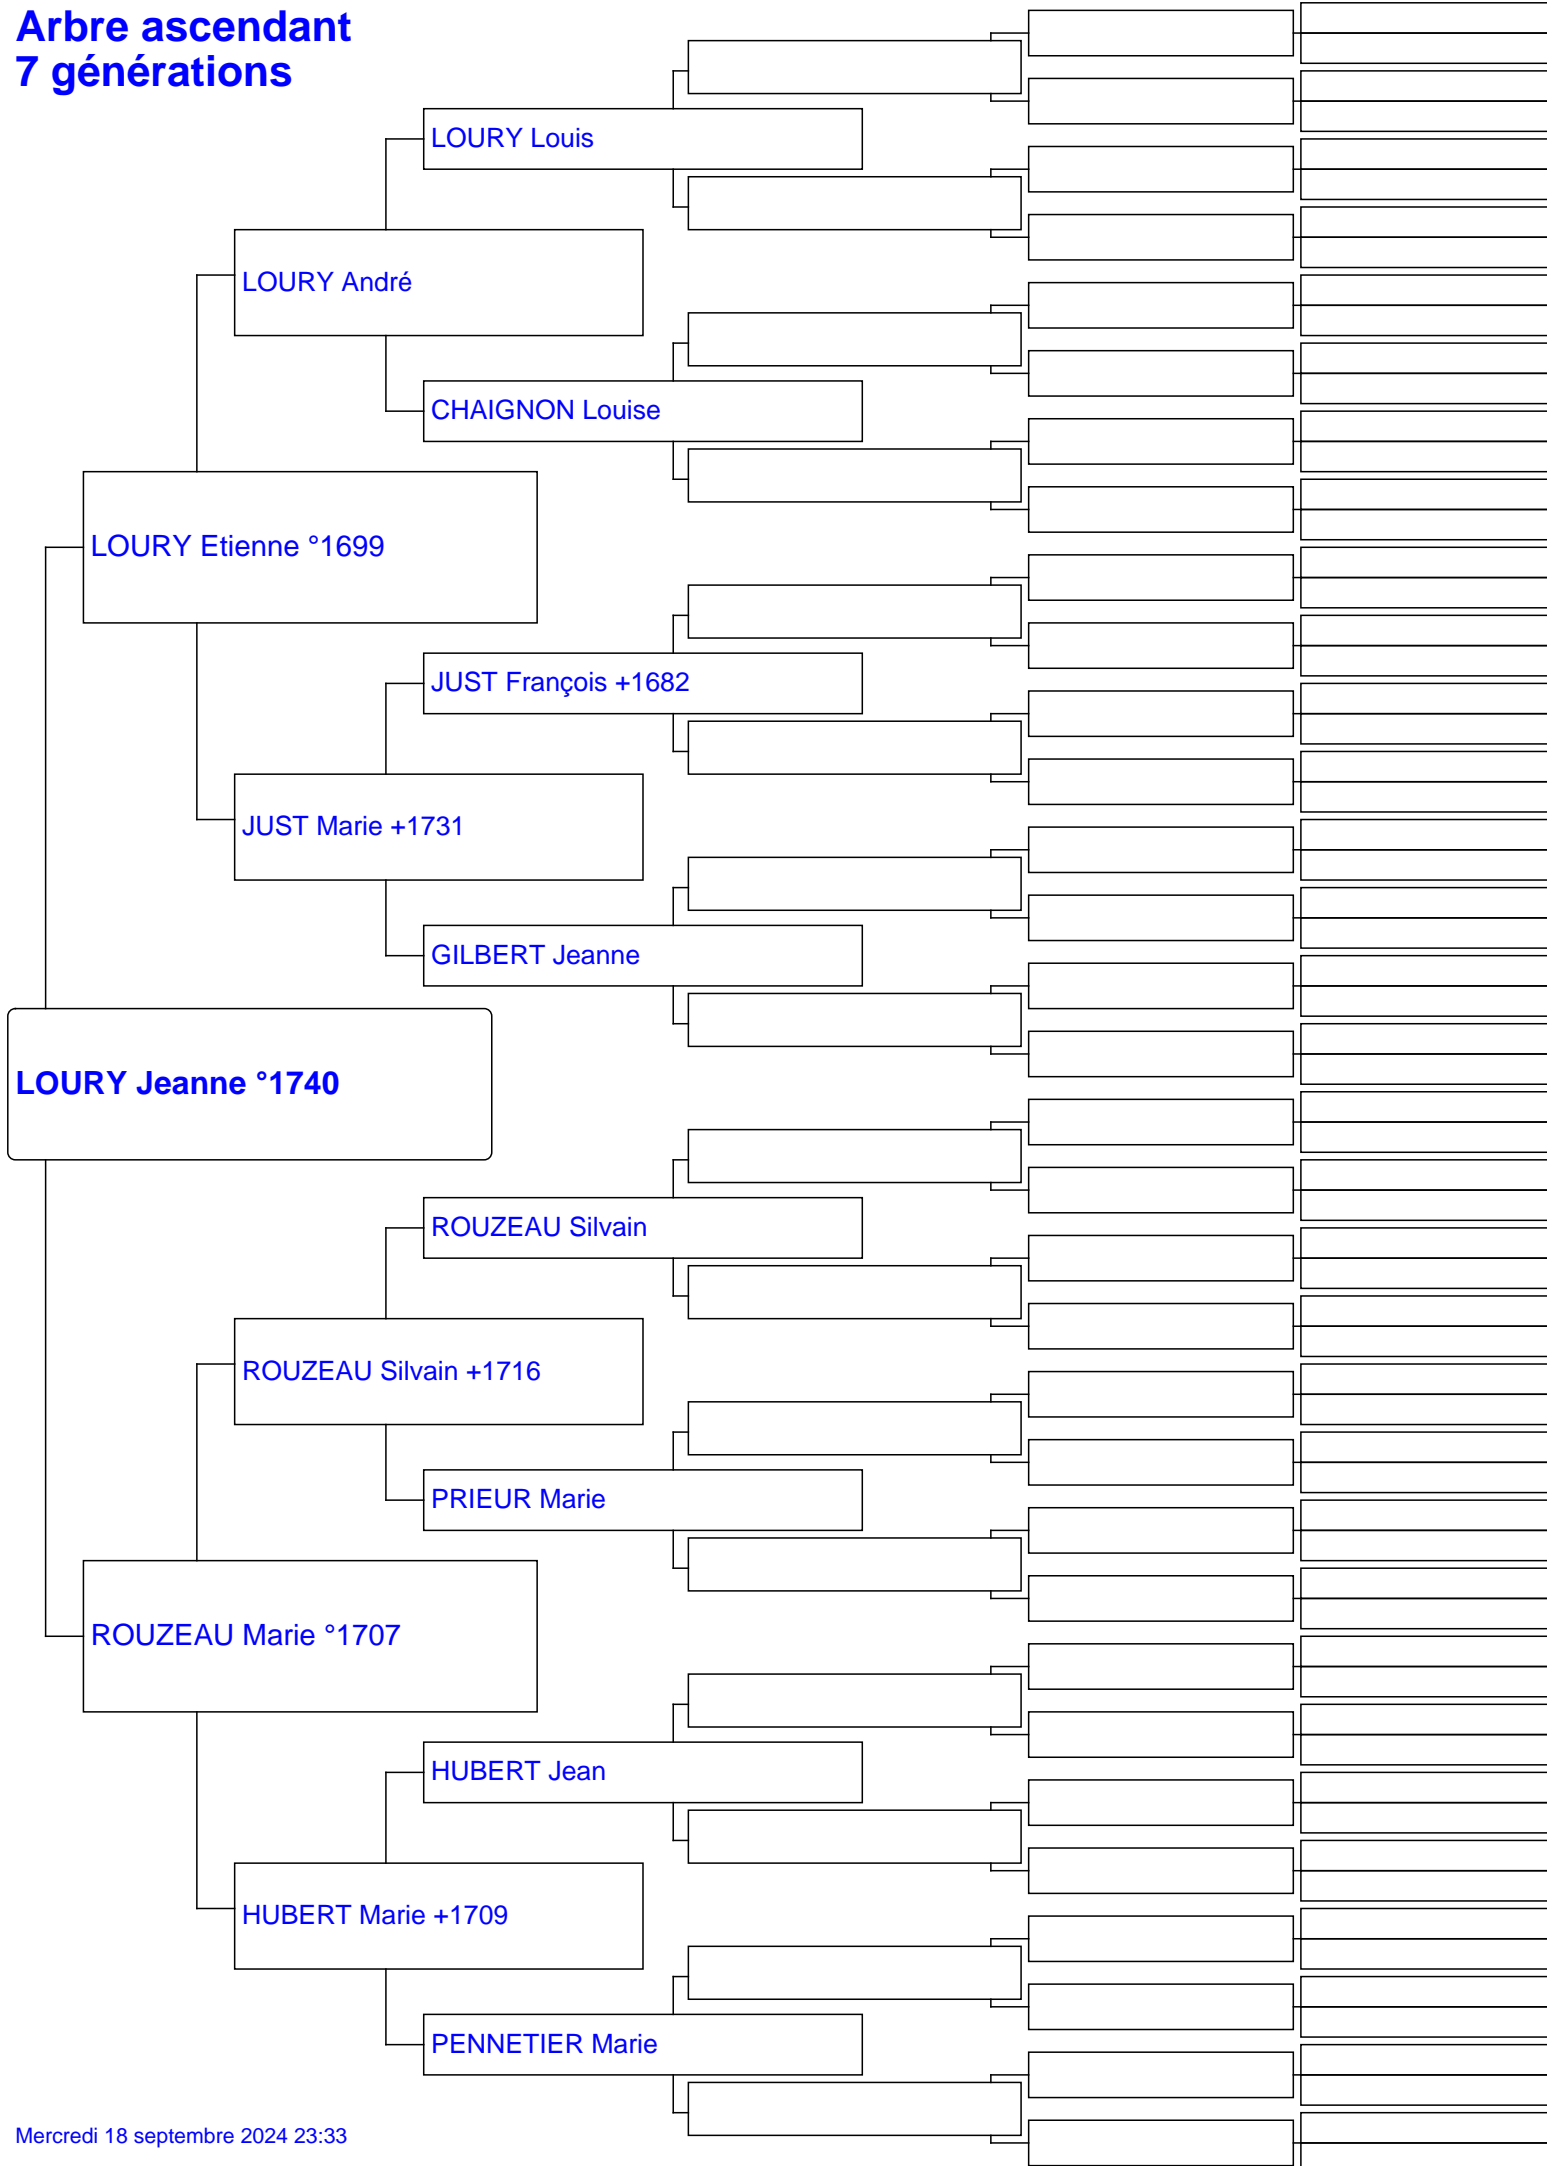 Arbre ascendant
7 générations
LOURY Louis
LOURY André
CHAIGNON Louise
LOURY Etienne °1699
JUST François +1682
JUST Marie +1731
GILBERT Jeanne
LOURY Jeanne °1740
ROUZEAU Silvain
ROUZEAU Silvain +1716
PRIEUR Marie
ROUZEAU Marie °1707
HUBERT Jean
HUBERT Marie +1709
PENNETIER Marie
Mercredi 18 septembre 2024 23:33